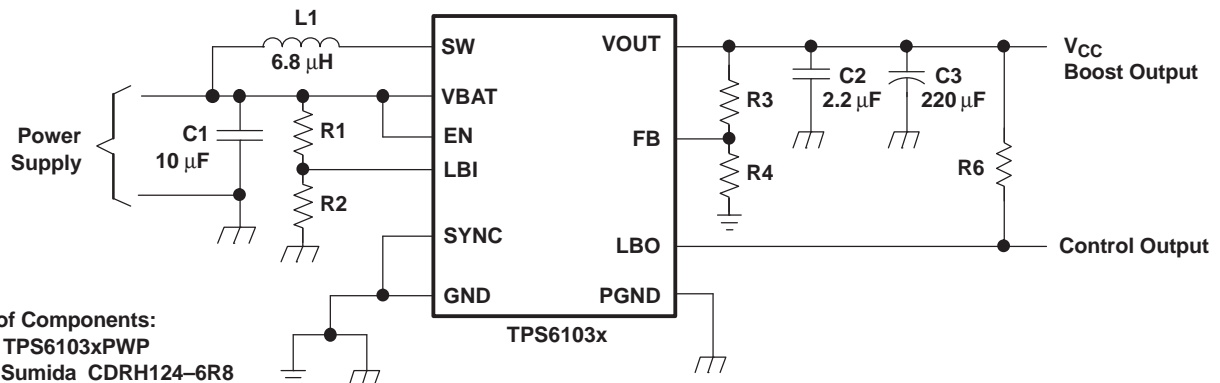 L1
6.8 µH
SW
VOUT
VCC
Boost Output
VBAT
C1
10 µF
R1
R3
C2
2.2 µF
C3
220 µF
Power
Supply
EN
FB
LBI
R4
R6
R2
SYNC
LBO
Control Output
GND
PGND
TPS6103x
of Components:
TPS6103xPWP
Sumida CDRH124–6R8